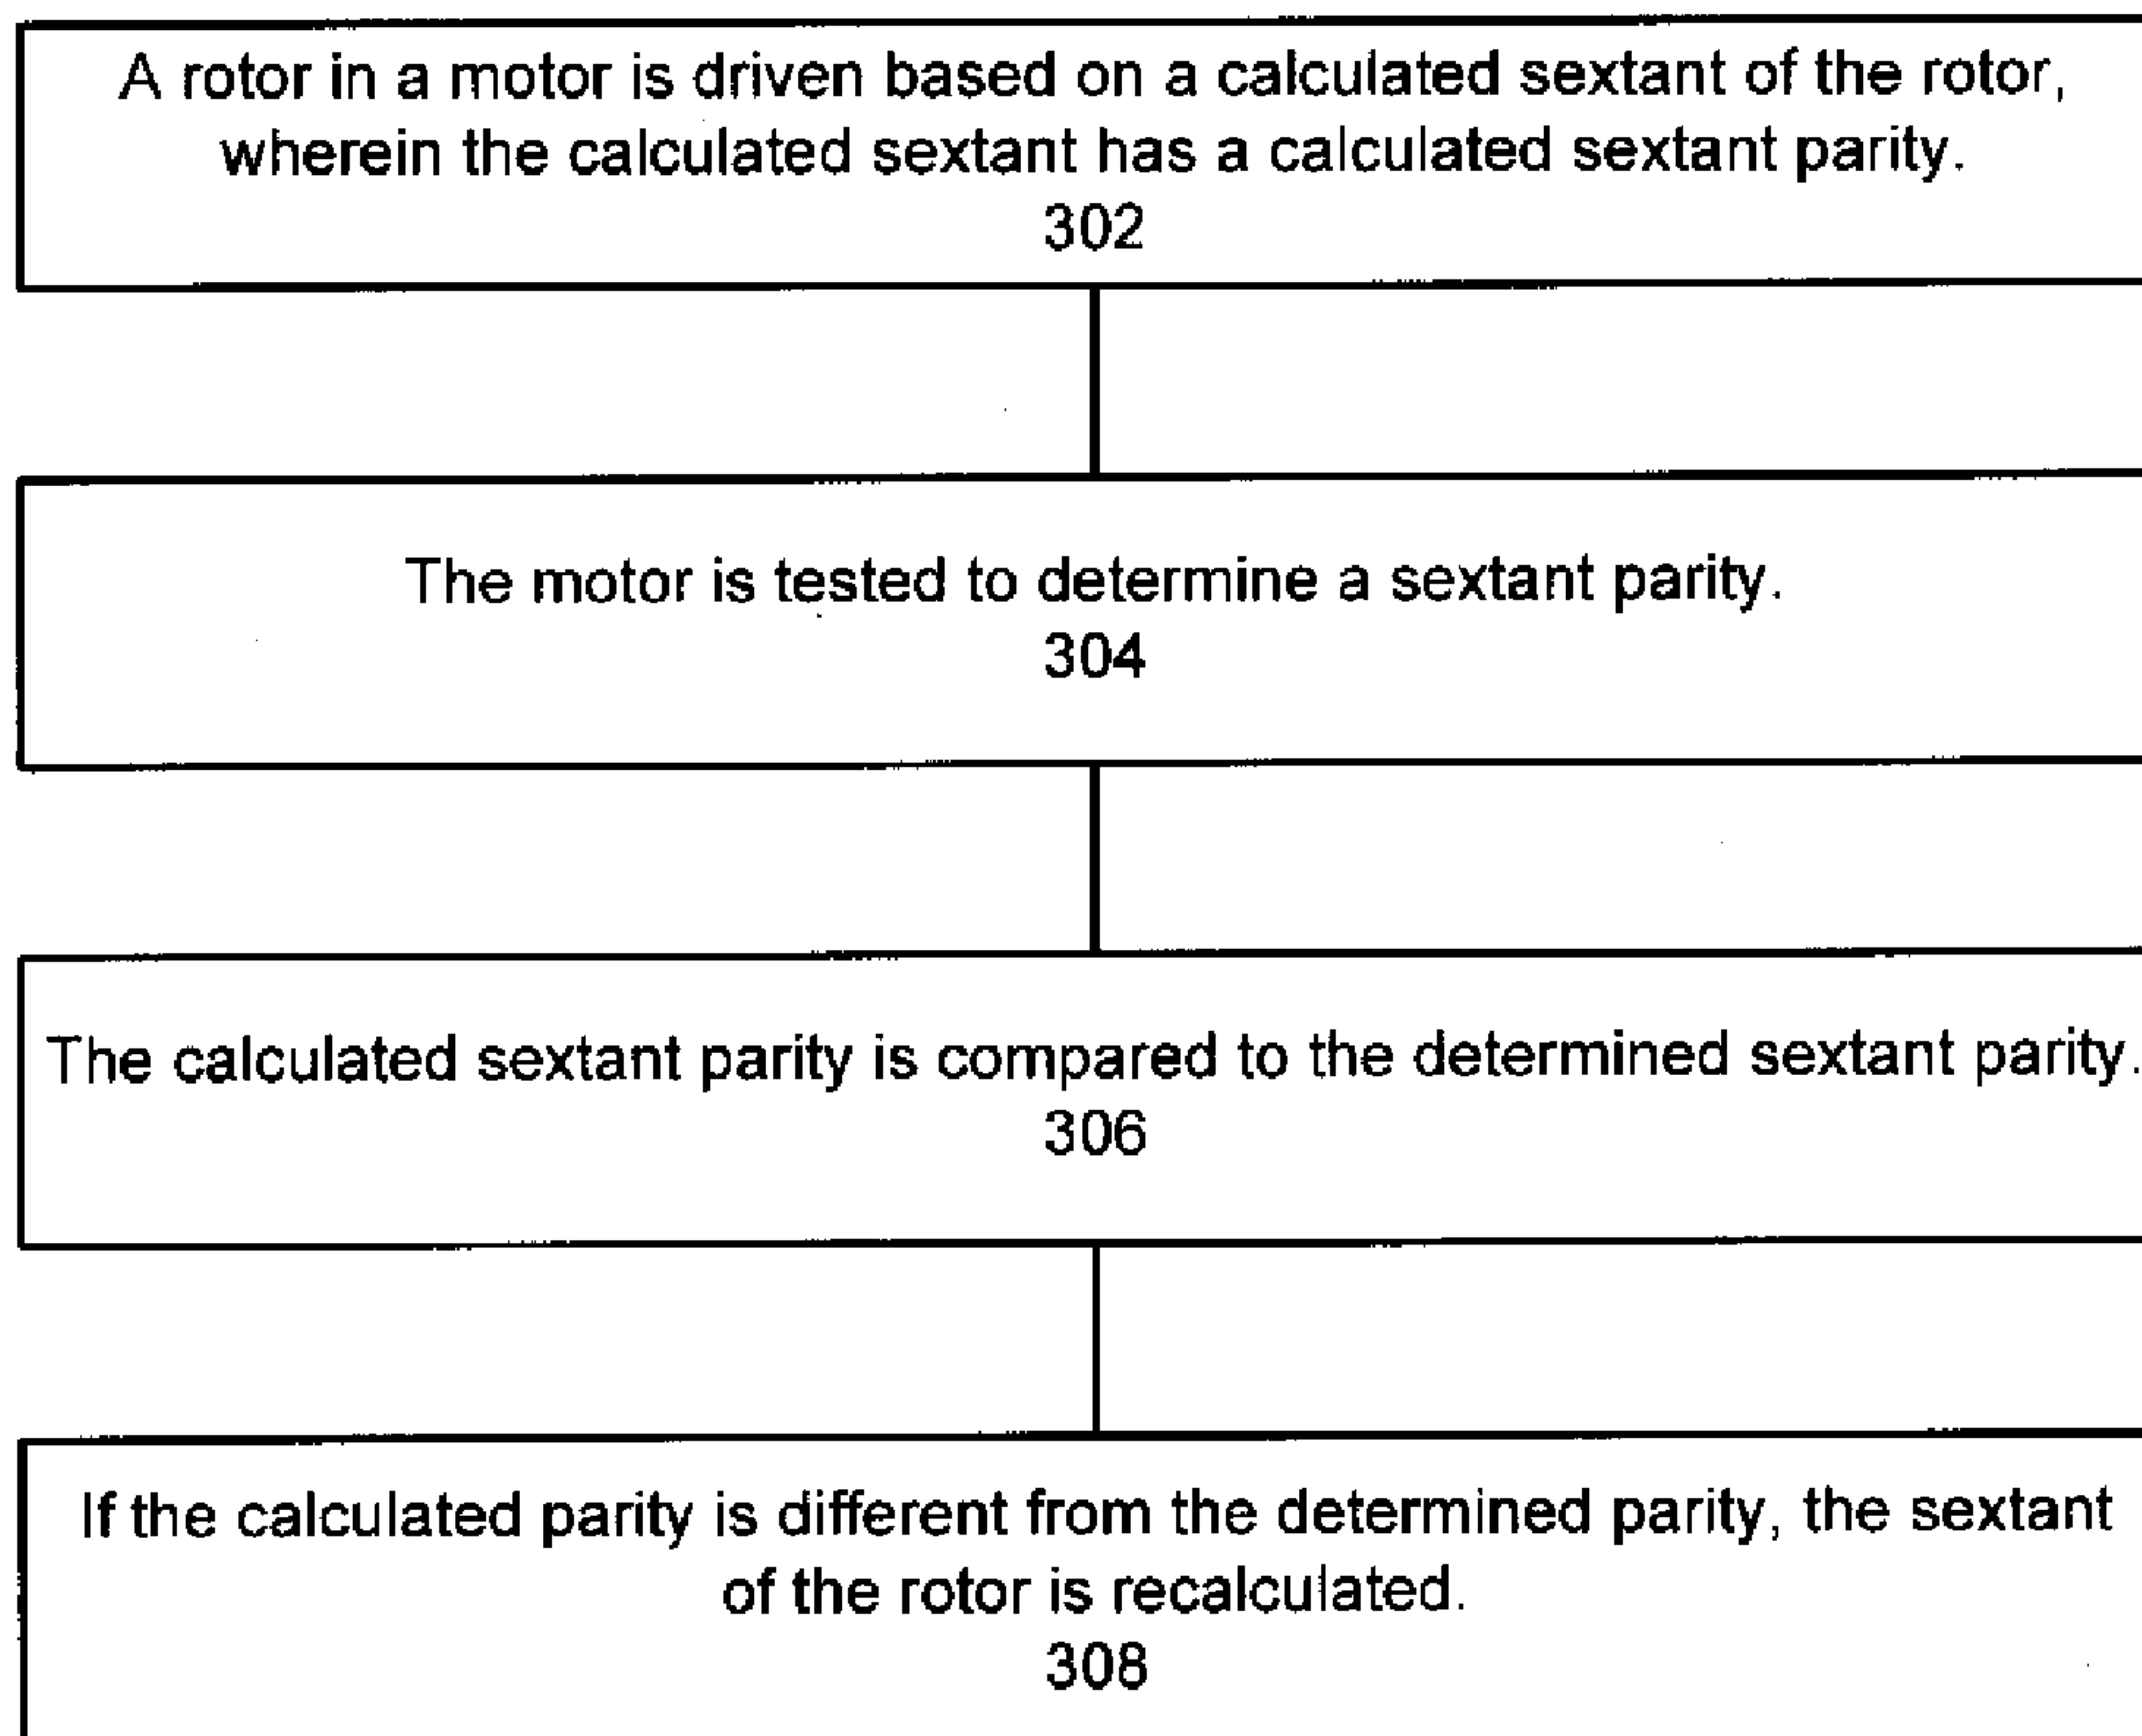 A rotor in a motor is driven based on a calculated sextant of the rotor,
wherein the calculated sextant has a calculated sextant parity.
302
The motor is tested to determine a sextant parity.
304
The calculated sextant parity is compared to the determined sextant parity.
306
If the calculated parity is different from the determined parity, the sextant
of the rotor is recalculated.
308